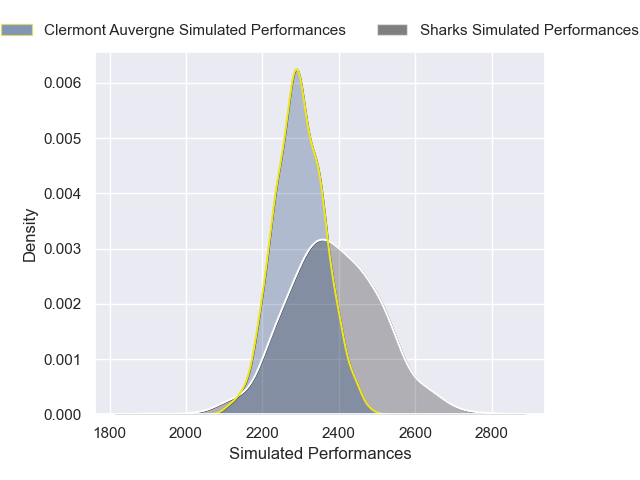 Clermont Auvergne Simulated Performances
Sharks Simulated Performances
0.006
0.005
0.004
0.003
0.002
0.001
0.000
Density
1800 2000 2200 2400 2600 2800
Simulated Performances